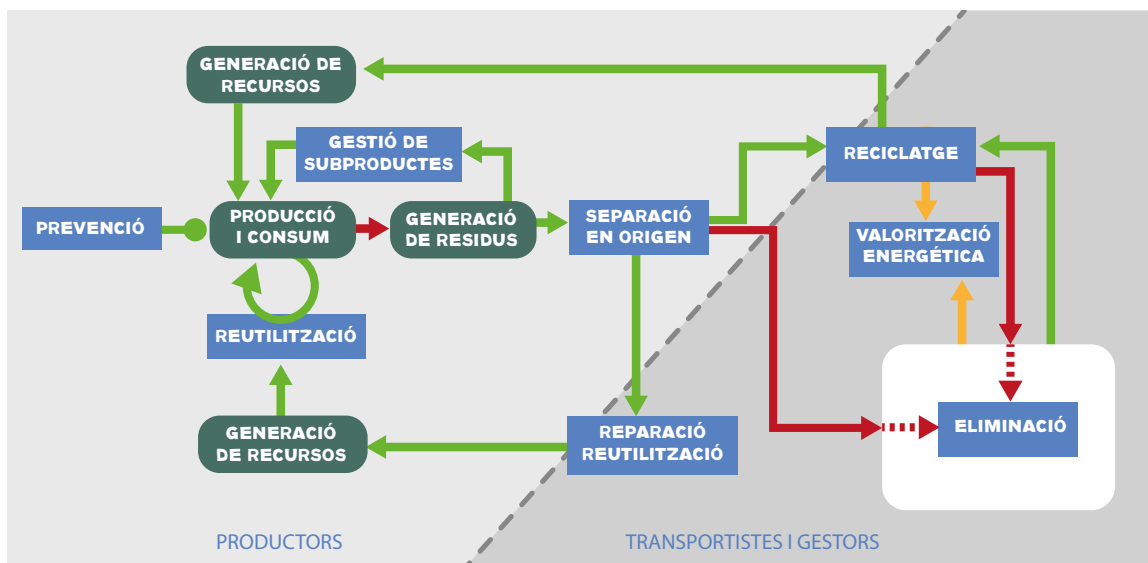 GENERACIÓ DE
RECURSOS
GESTIÓ DE
SUBPRODUCTES
RECICLATGE
PREVENCIÓ
PRODUCCIÓ
I CONSUM
GENERACIÓ
DE RESIDUS
SEPARACIÓ
EN ORIGEN
VALORITZACIÓ
ENERGÉTICA
REUTILITZACIÓ
GENERACIÓ
DE RECURSOS
REPARACIÓ
REUTILITZACIÓ
ELIMINACIÓ
PRODUCTORS
TRANSPORTISTES I GESTORS